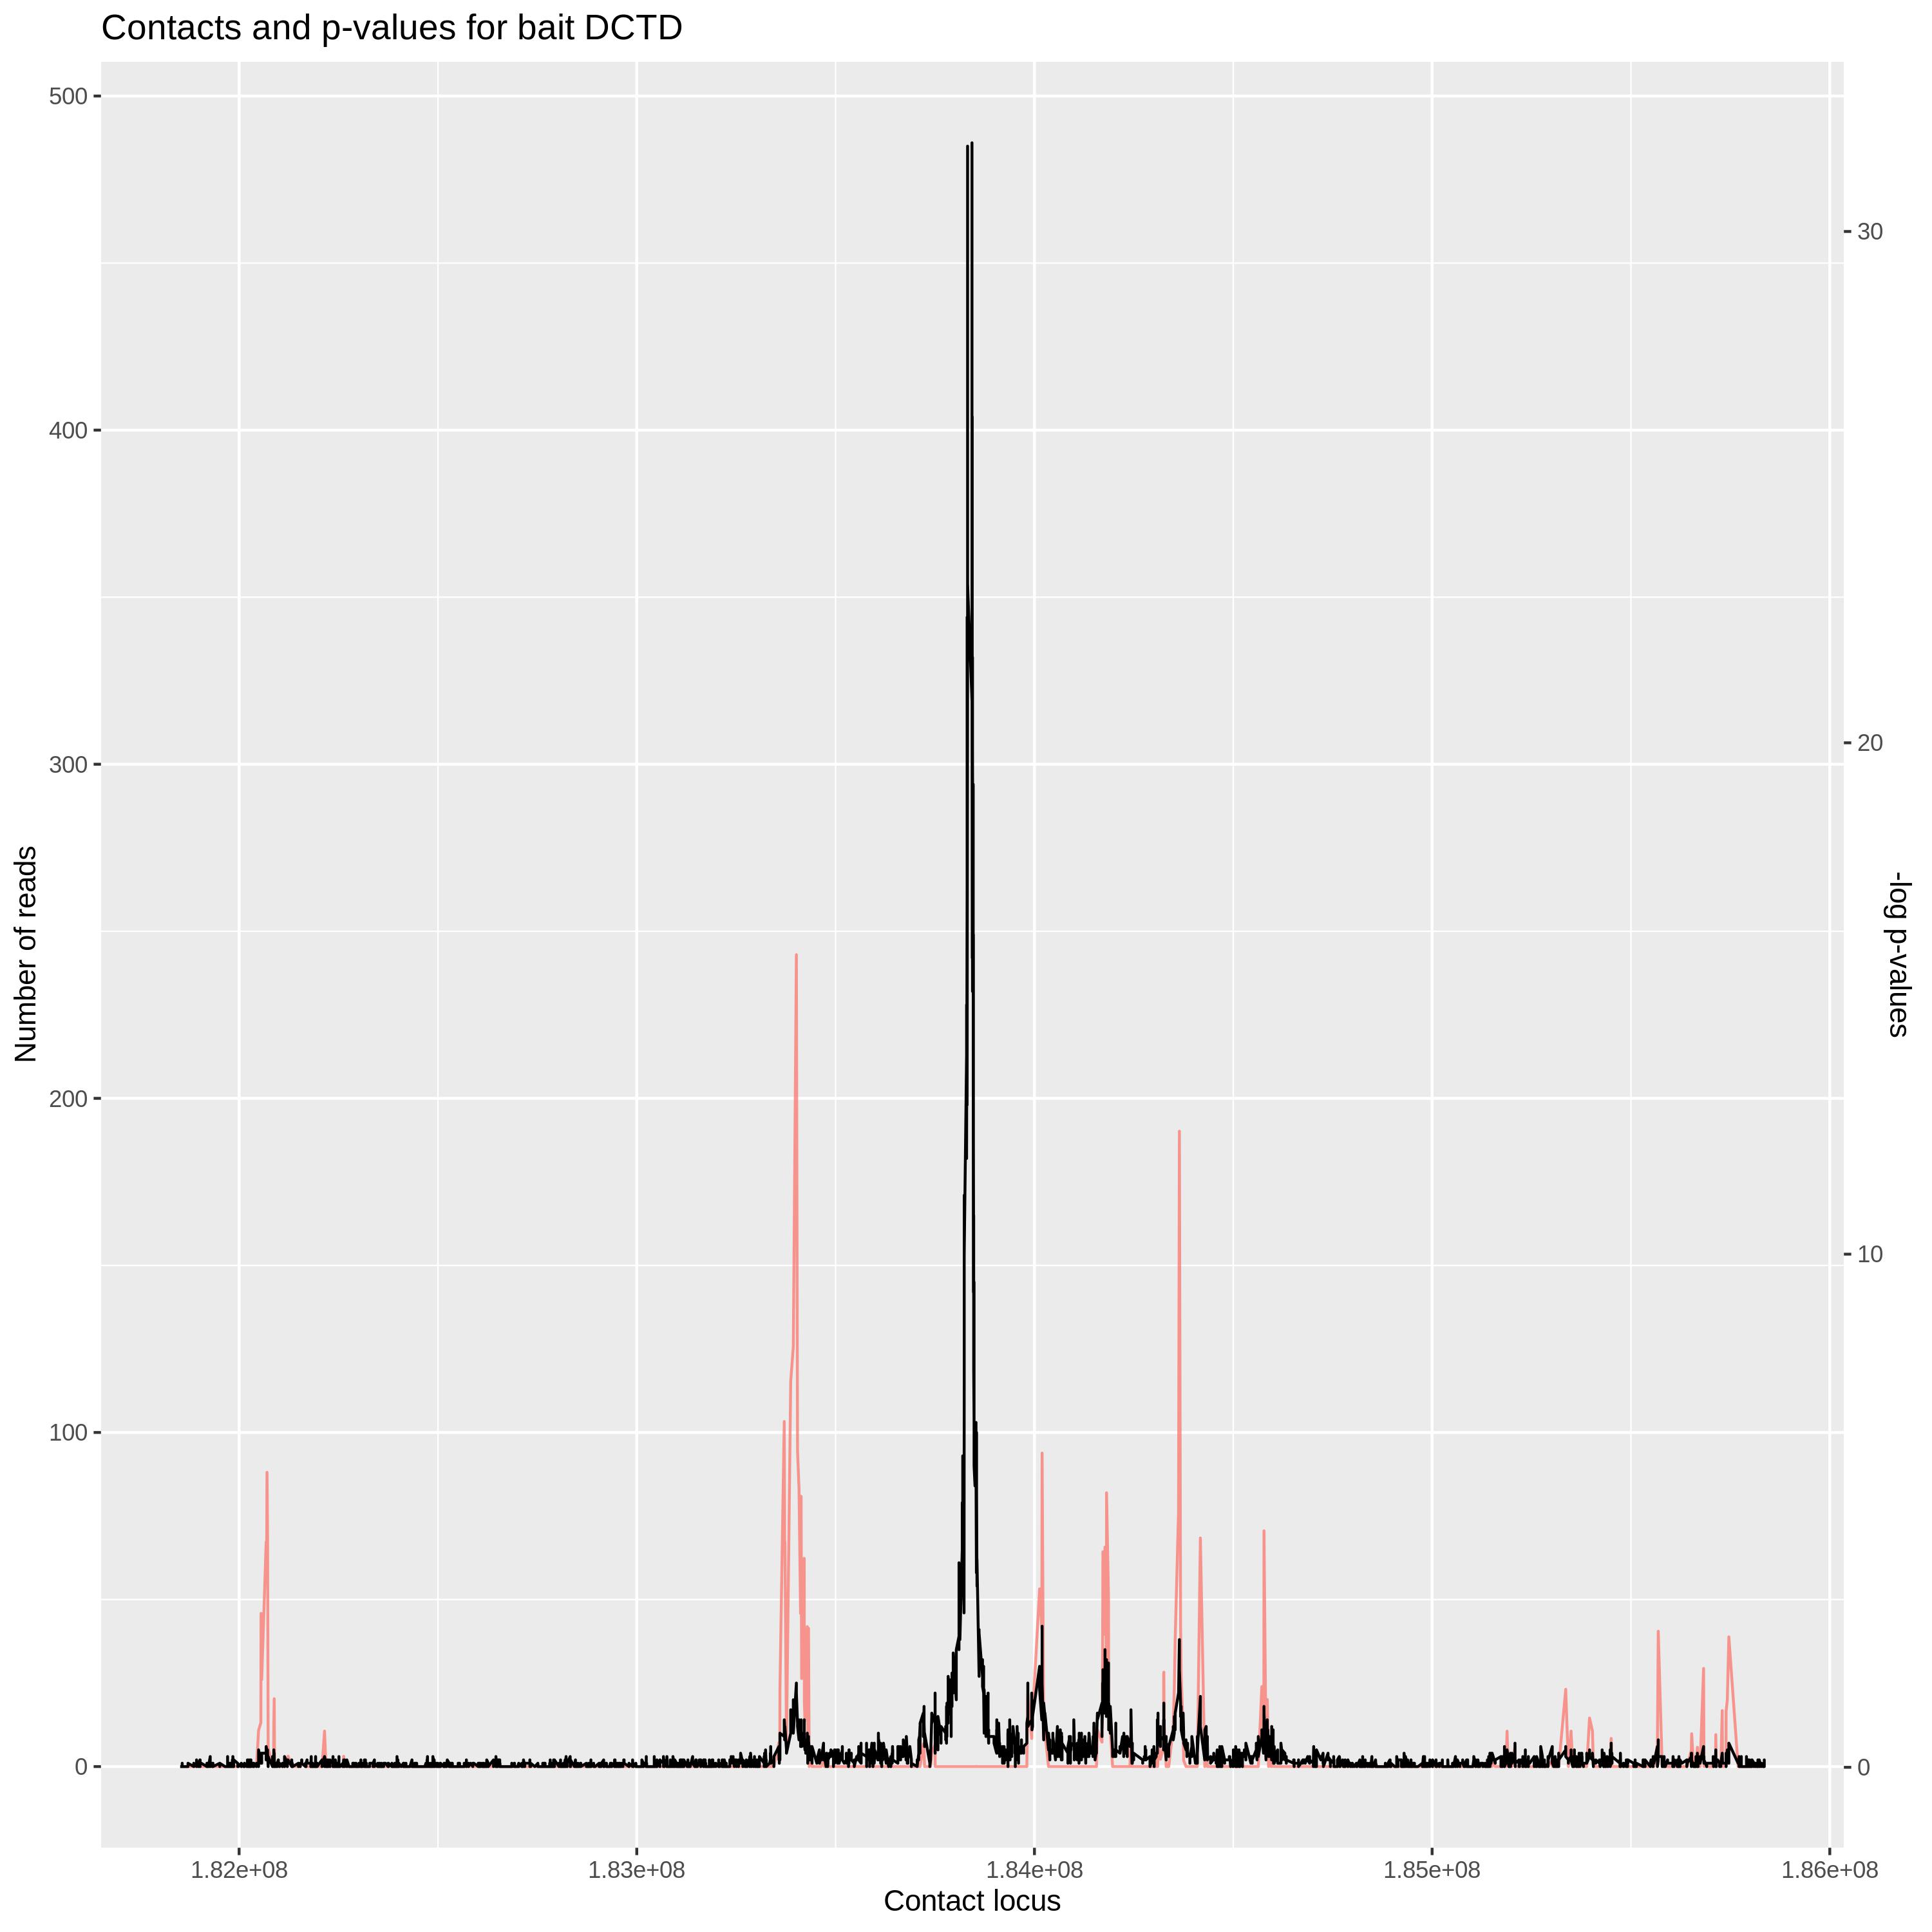 Contacts and p-values for bait DCTD
500
400
300
200
100
0
Number of reads
30
20
10
0
-log p-values
1.82e+08
1.83e+08
1.84e+08
1.85e+08
1.86e+08
Contact locus